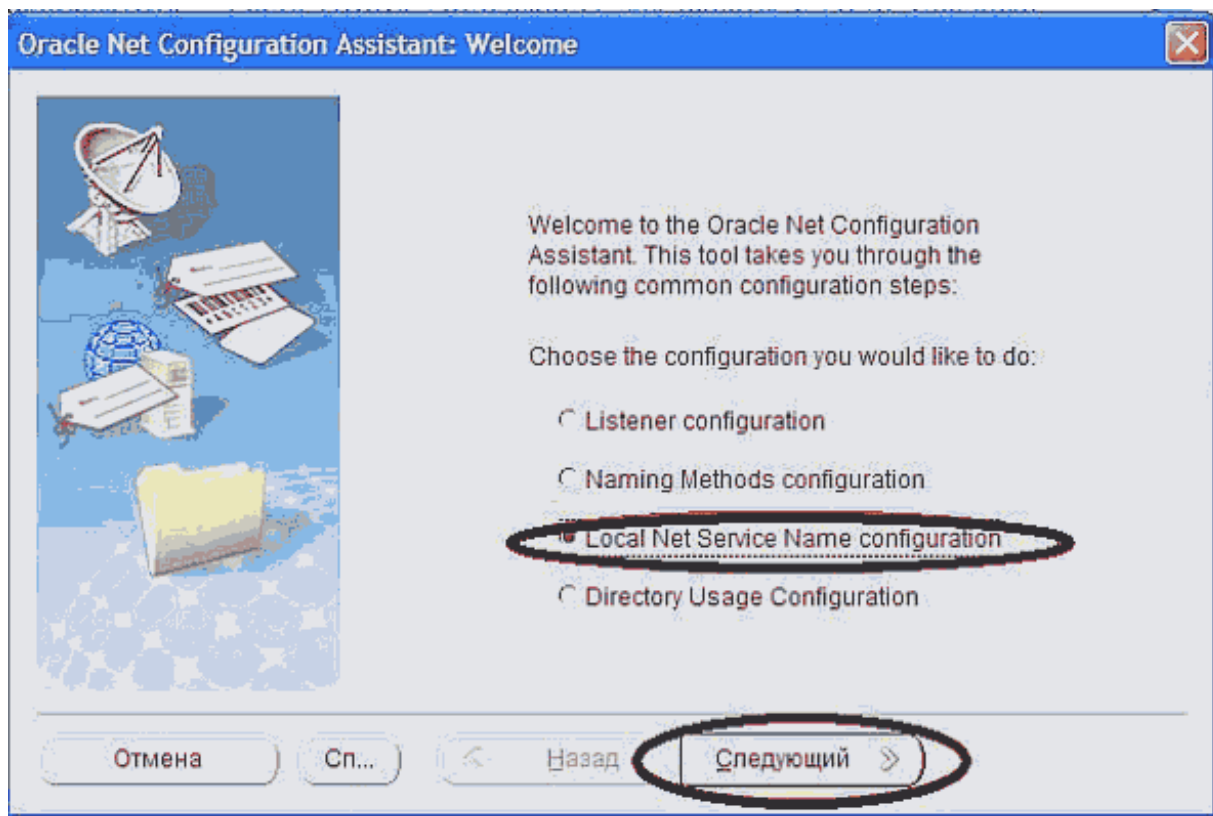 Oracle Net Configuration Assistant: Welcome
Welcome to the Oracle Net Configuration
Assistant. This tool takes you through the
following common configuration steps:
Choose the configuration you would like to do:
Listener configuration
Naming Methods configuration
Local Net Service Name configuration
Directory Usage Configuration
Отмена Сп... Назад Следующий